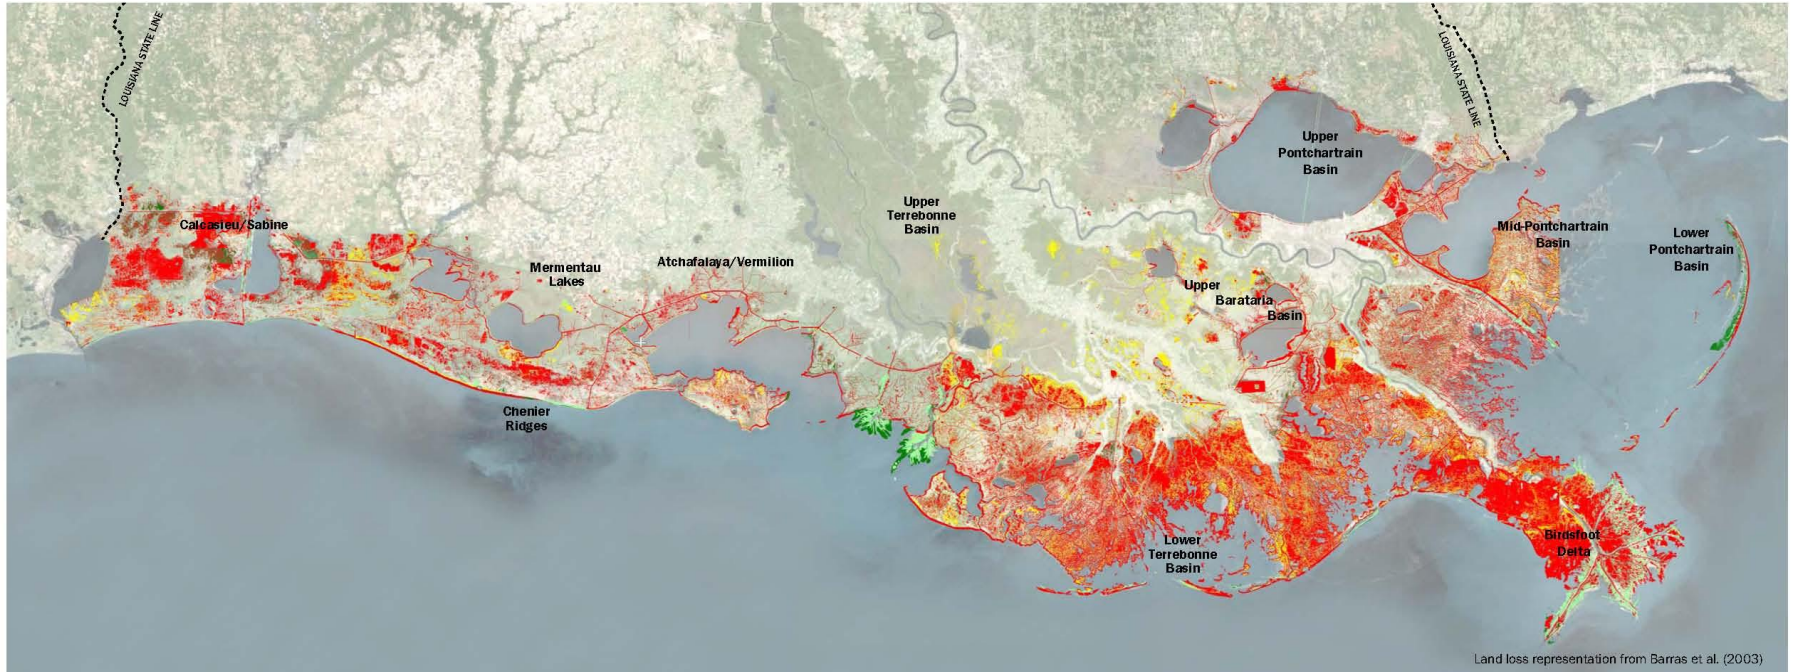 LOUISIANA STATE LINE
LOUISIANA STATE LINE
Upper
Pontchartrain
Basin
Upper
Terrebonne
Basin
Calcasieu/Sabine
Mid-Pontchartrain
Basin
Lower
Pontchartrain
Basin
Mermentau
Lakes
Atchafalaya/Vermilion
Upper
Barataria
Basin
Chenier
Ridges
Lower
Terrebonne
Basin
Birdsfoot
Delta
Land loss representation from Barras et al. (2003)